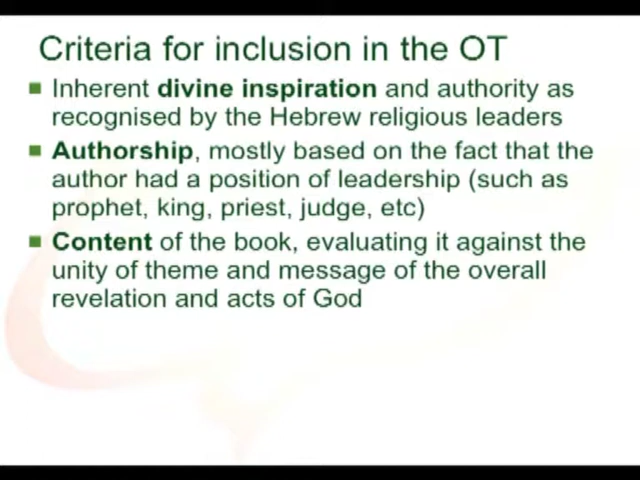 Criteria for inclusion in the OT
Inherent divine inspiration and authority as
recognised by the Hebrew religious leaders
Authorship, mostly based on the fact that the
author had a position of leadership (such as
prophet, king, priest, judge, etc)
Content of the book, evaluating it against the
unity of theme and message of the overall
revelation and acts of God